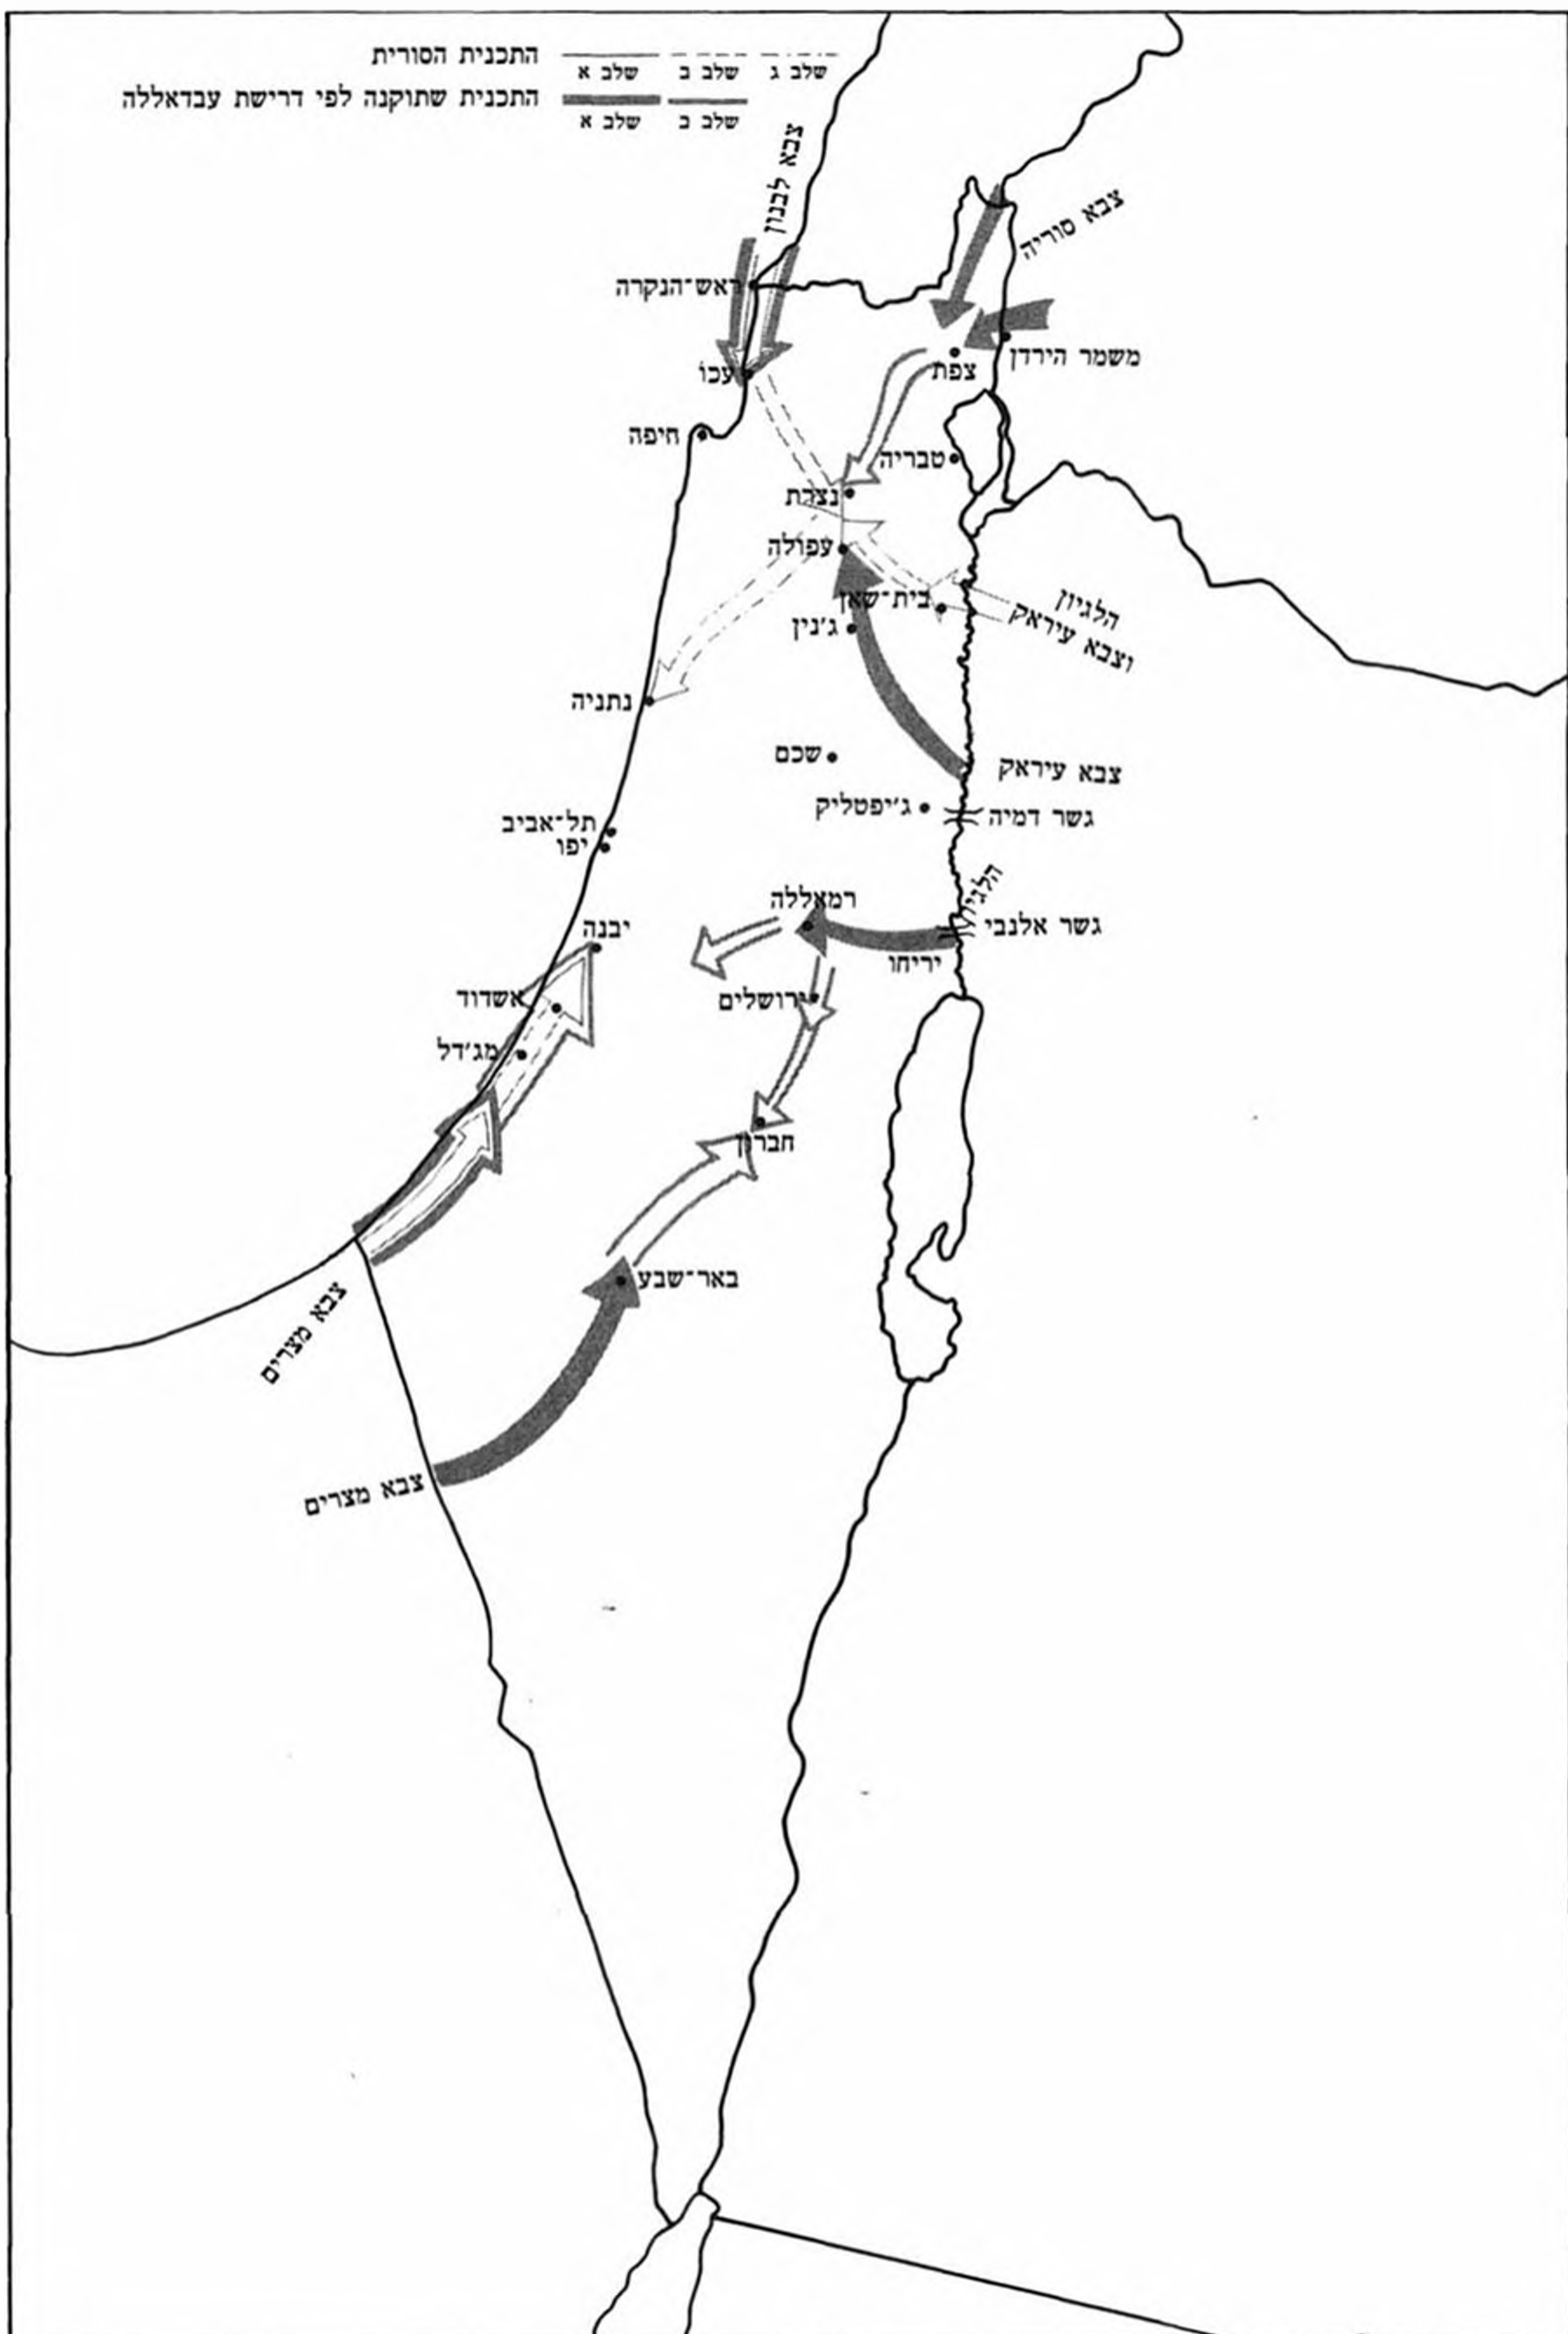 התכנית הסורית
שלב א שלב ב שלב ג
התכנית שתוקנה לפי דרישת עבדאללה
שלב א שלב ב
צבא לבנון
צבא סוריה
ראש־הנקרה
משמר הירדן
צפת
עכו
חיפה
טבריה
נצרת
עפולה
בית־שאן
הלגיון
וצבא עיראק
ג'נין
נתניה
שכם
צבא עיראק
ג'יפטליק
גשר דמיה
תל־אביב
יפו
הלגיון
רמאללה
גשר אלנבי
יבנה
יריחו
אשדוד
ירושלים
מג'דל
חברון
באר־שבע
צבא מצרים
צבא מצרים